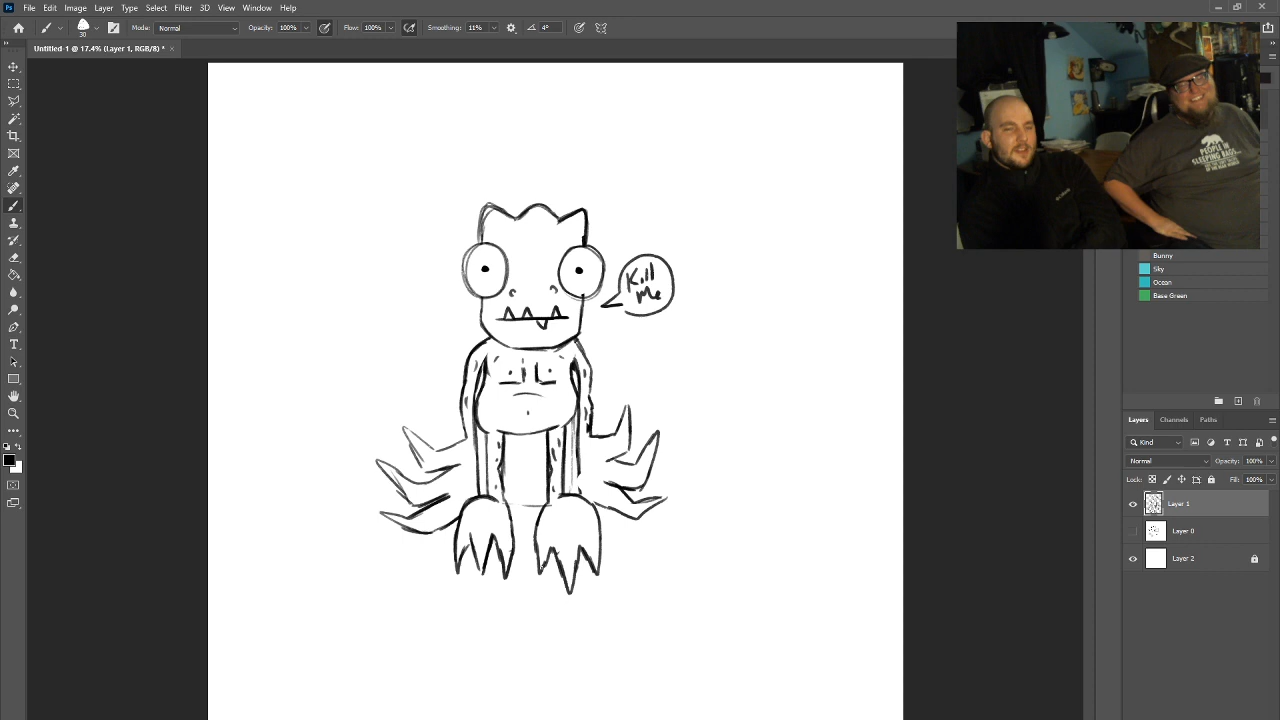 File Edit Image Layer Type Select Filter 3D View Window Help
30 Mode: Normal Opacity: 100% Flow: 100% Smoothing: 11% 4°
Untitled-1 @ 17.4% (Layer 1, RGB/8) *
PEOPLE IN
SLEEPING BAGS...
Kill
Me
Bunny
Sky
Ocean
Base Green
Layers Channels Paths
Kind
Normal Opacity: 100%
Lock: Fill: 100%
Layer 1
Layer 0
Layer 2